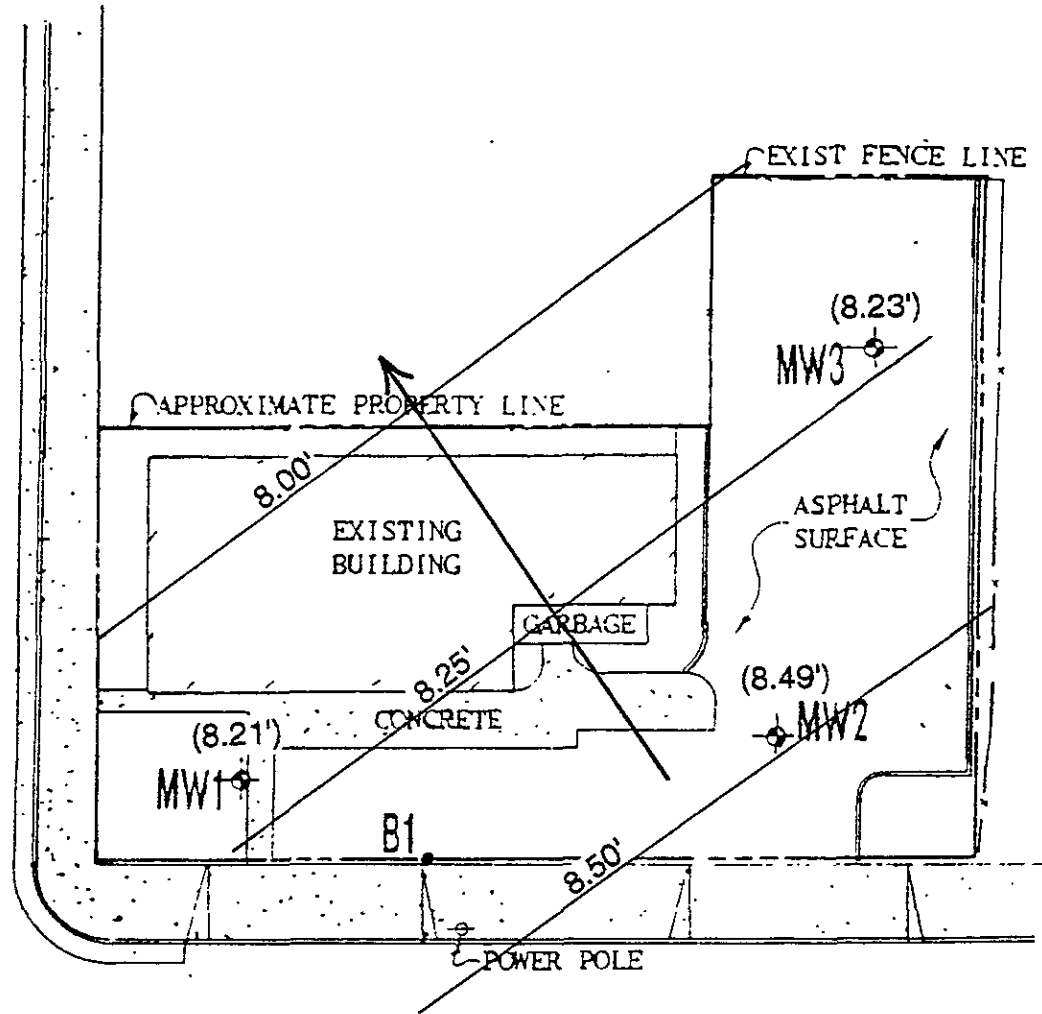 EXIST FENCE LINE
(8.23')
MW3
APPROXIMATE PROPERTY LINE
8.00'
EXISTING
BUILDING
ASPHALT
SURFACE
GARBAGE
8.25'
(8.49')
MW2
CONCRETE
(8.21')
MW1
B1
8.50'
POWER POLE